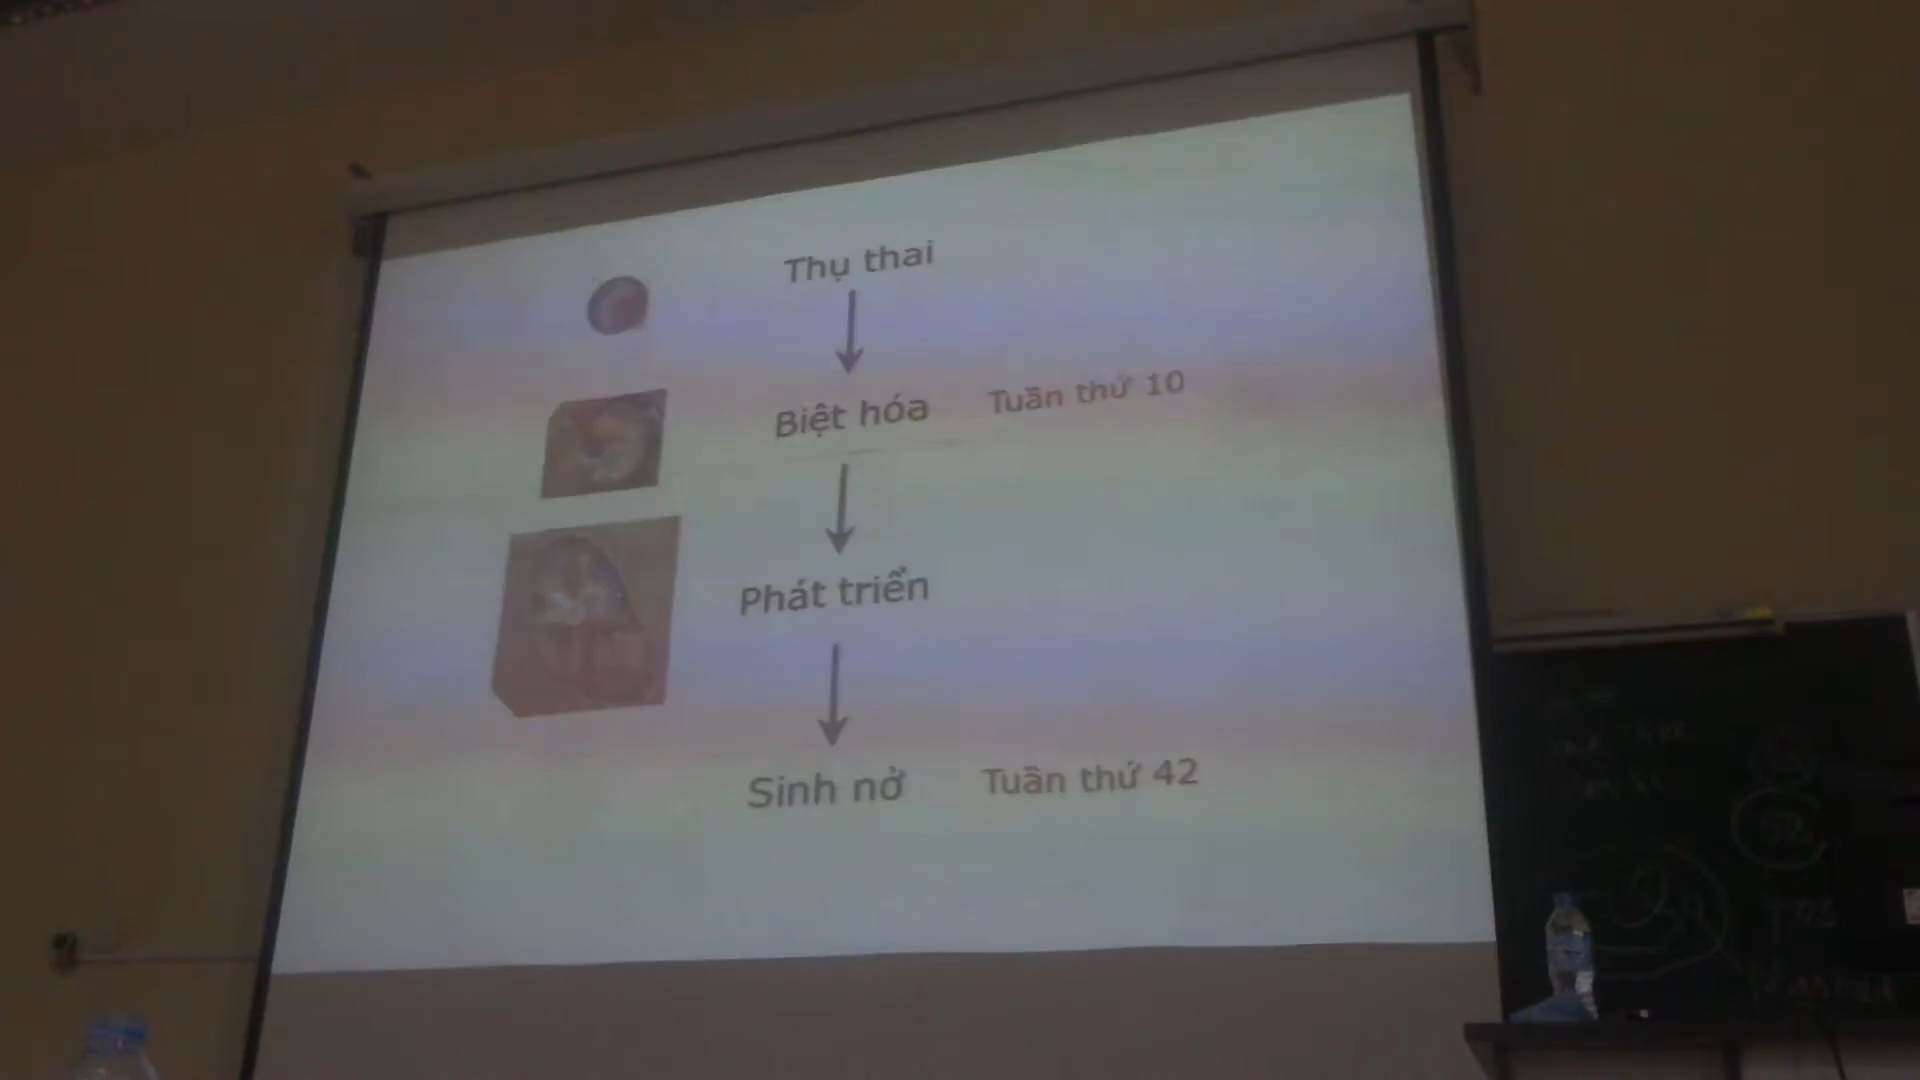 Thụ thai
Biệt hóa Tuần thứ 10
Phát triển
Sinh nở Tuần thứ 42